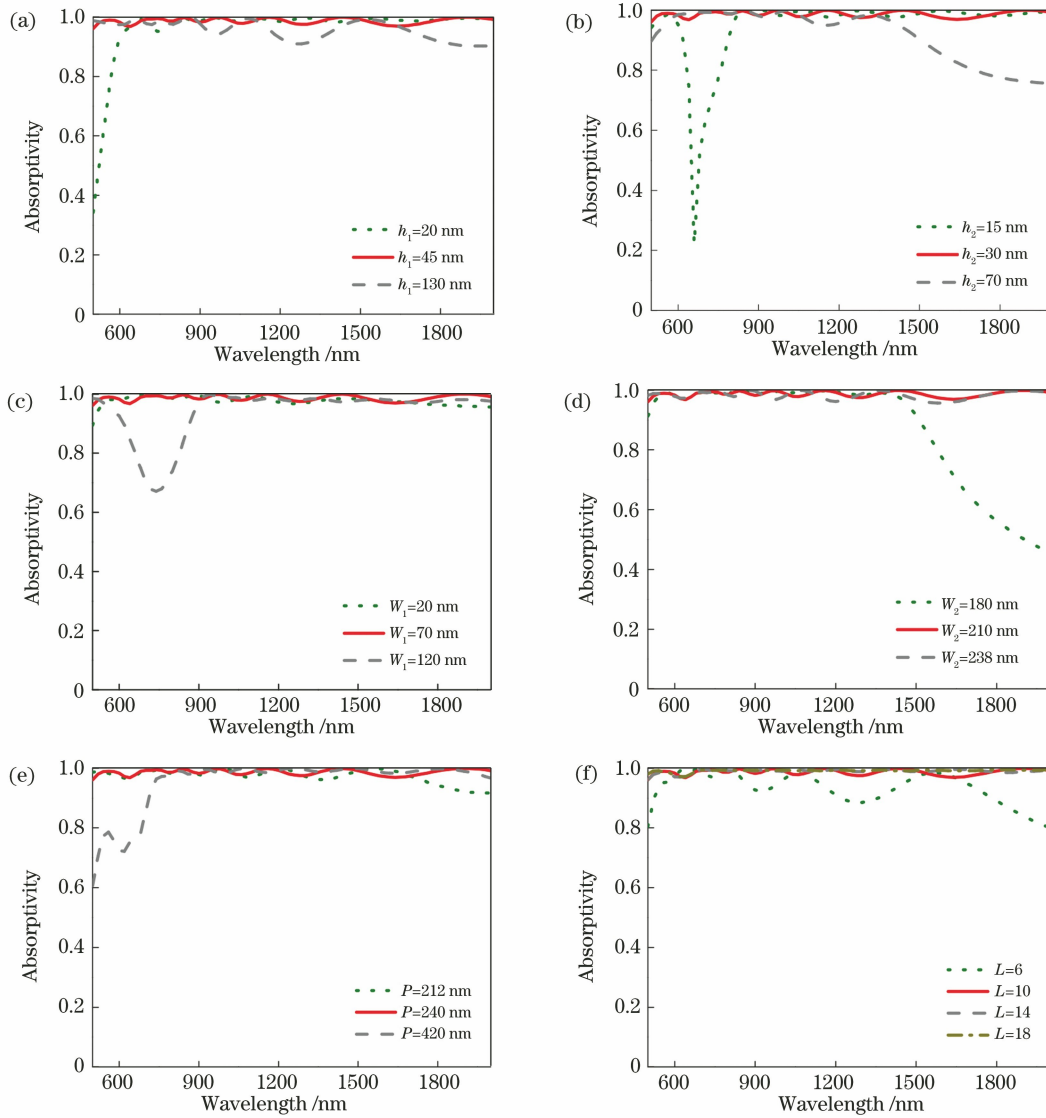 (a)
1.0
0.8
0.6
0.4
0.2
0
Absorptivity
h₁=20 nm
h₁=45 nm
h₁=130 nm
600 900 1200 1500 1800
Wavelength /nm
(b)
1.0
0.8
0.6
0.4
0.2
0
Absorptivity
h₂=15 nm
h₂=30 nm
h₂=70 nm
600 900 1200 1500 1800
Wavelength /nm
(c)
1.0
0.8
0.6
0.4
0.2
0
Absorptivity
W₁=20 nm
W₁=70 nm
W₁=120 nm
600 900 1200 1500 1800
Wavelength /nm
(d)
1.0
0.8
0.6
0.4
0.2
0
Absorptivity
W₂=180 nm
W₂=210 nm
W₂=238 nm
600 900 1200 1500 1800
Wavelength /nm
(e)
1.0
0.8
0.6
0.4
0.2
0
Absorptivity
P=212 nm
P=240 nm
P=420 nm
600 900 1200 1500 1800
Wavelength /nm
(f)
1.0
0.8
0.6
0.4
0.2
0
Absorptivity
L=6
L=10
L=14
L=18
600 900 1200 1500 1800
Wavelength /nm